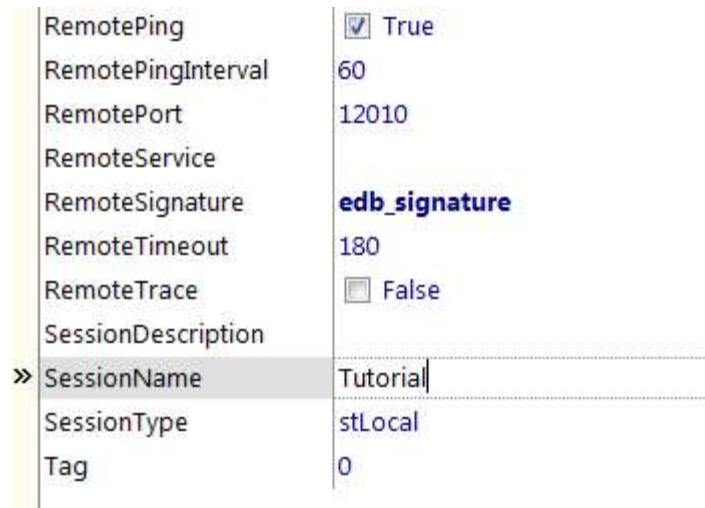 RemotePing True
RemotePingInterval 60
RemotePort 12010
RemoteService
RemoteSignature edb_signature
RemoteTimeout 180
RemoteTrace False
SessionDescription
» SessionName Tutorial
SessionType stLocal
Tag 0